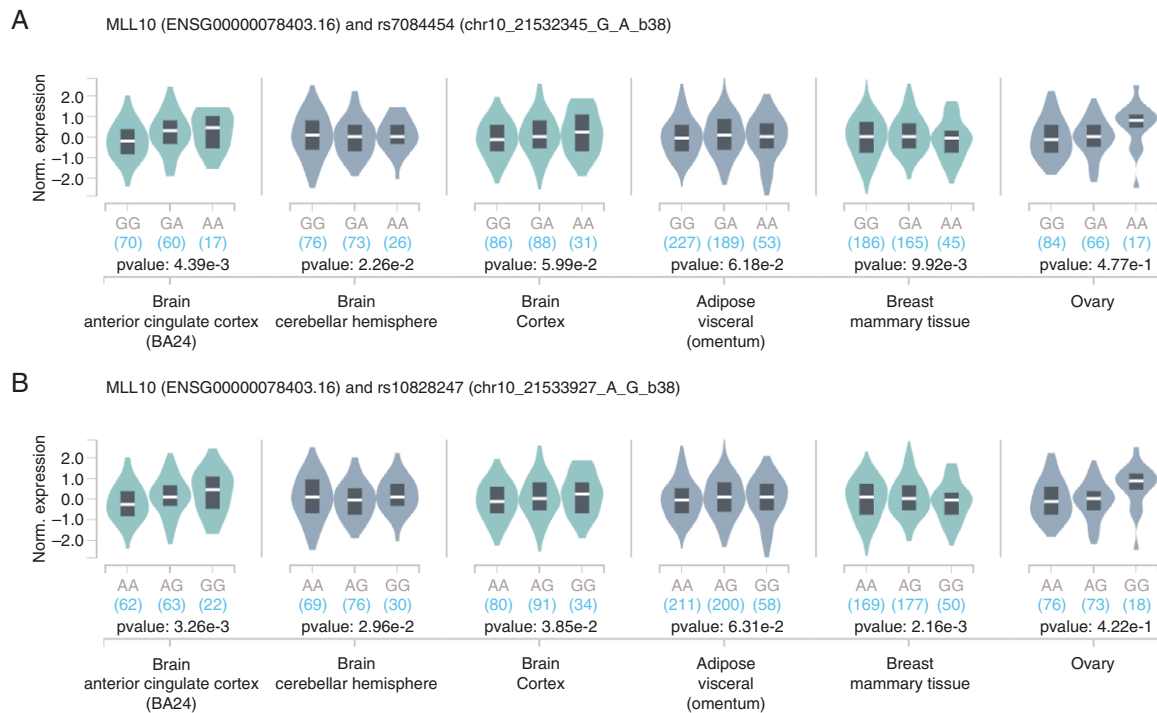 A
MLL10 (ENSG00000078403.16) and rs7084454 (chr10_21532345_G_A_b38)
Norm. expression
2.0
1.0
0.0
−1.0
−2.0
GG GA AA GG GA AA GG GA AA GG GA AA GG GA AA GG GA AA
(70) (60) (17) (76) (73) (26) (86) (88) (31) (227) (189) (53) (186) (165) (45) (84) (66) (17)
pvalue: 4.39e-3 pvalue: 2.26e-2 pvalue: 5.99e-2 pvalue: 6.18e-2 pvalue: 9.92e-3 pvalue: 4.77e-1
Brain Brain Brain Adipose Breast Ovary
anterior cingulate cortex cerebellar hemisphere Cortex visceral mammary tissue
(BA24) (omentum)
B
MLL10 (ENSG00000078403.16) and rs10828247 (chr10_21533927_A_G_b38)
Norm. expression
2.0
1.0
0.0
−1.0
−2.0
AA AG GG AA AG GG AA AG GG AA AG GG AA AG GG AA AG GG
(62) (63) (22) (69) (76) (30) (80) (91) (34) (211) (200) (58) (169) (177) (50) (76) (73) (18)
pvalue: 3.26e-3 pvalue: 2.96e-2 pvalue: 3.85e-2 pvalue: 6.31e-2 pvalue: 2.16e-3 pvalue: 4.22e-1
Brain Brain Brain Adipose Breast Ovary
anterior cingulate cortex cerebellar hemisphere Cortex visceral mammary tissue
(BA24) (omentum)